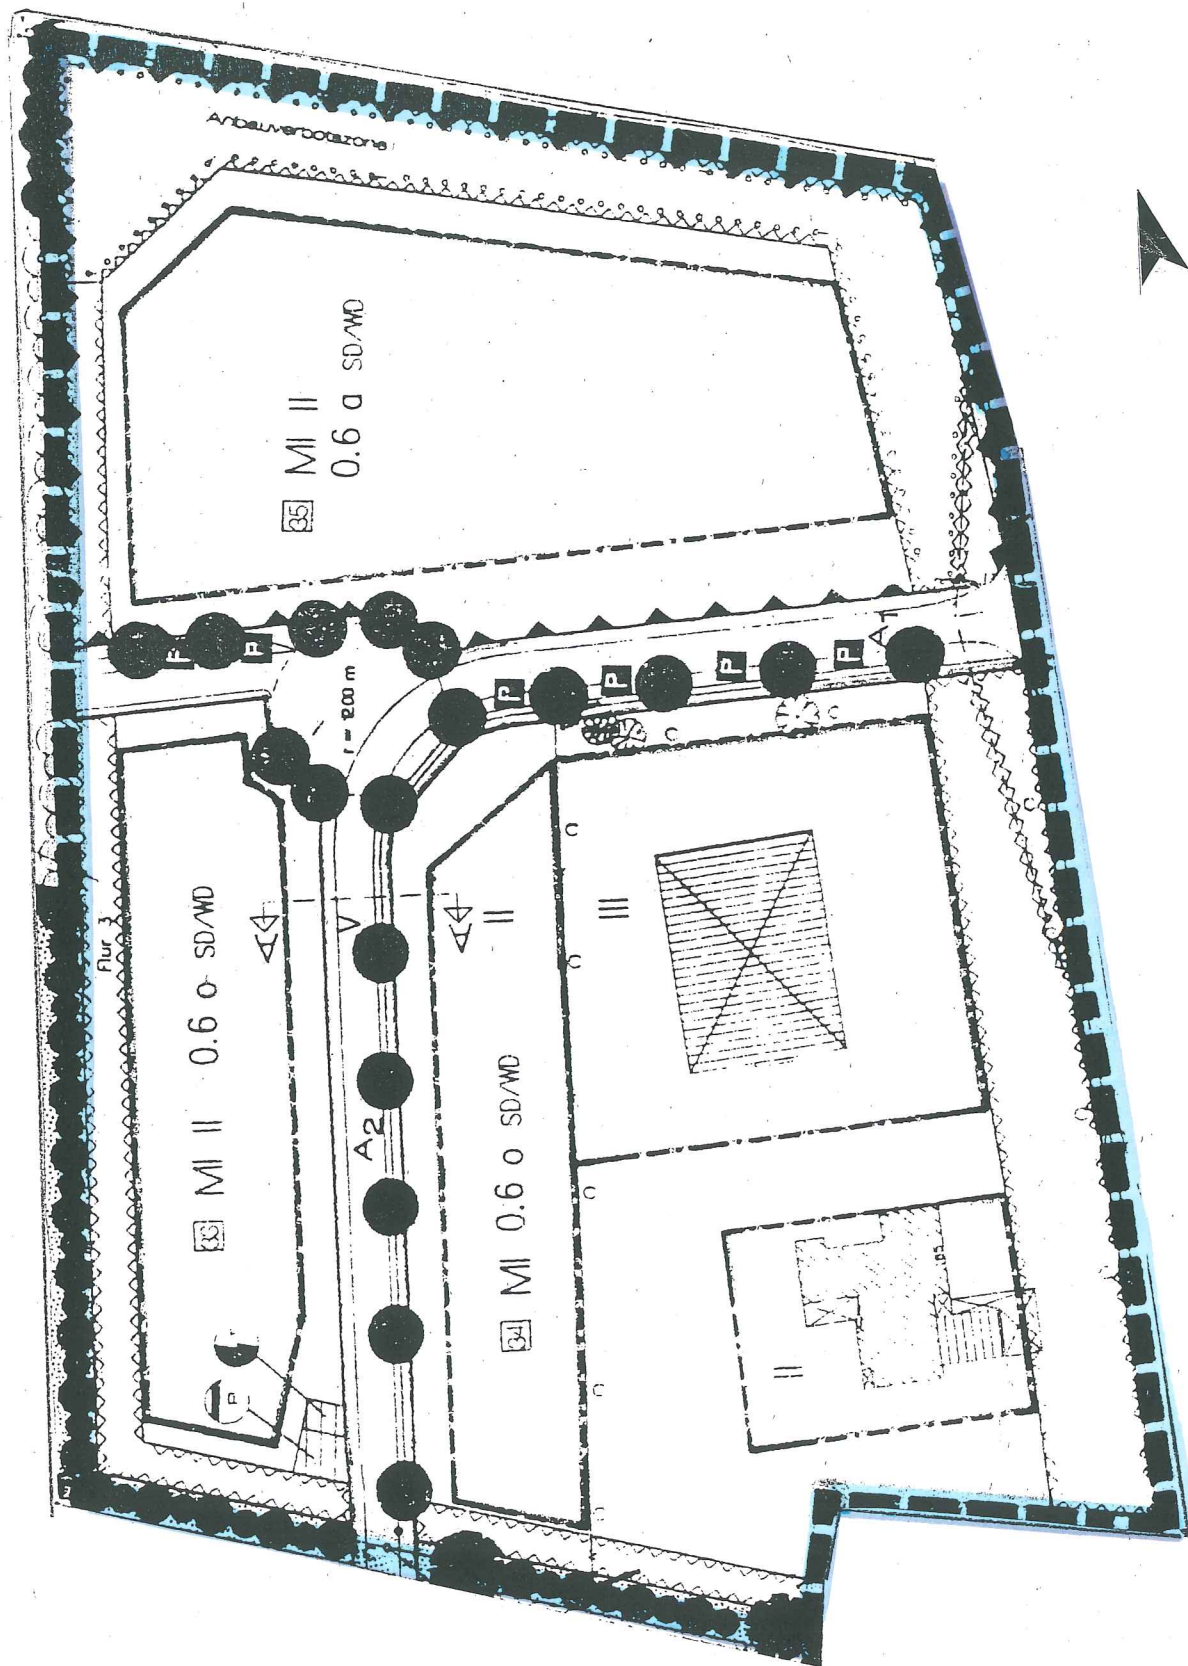 Anbauverbotszone
35 MI II
0.6 a SD/WD
P
P
r = 12.00 m
P
P
P
P
A1
C
C
C
Flur 3
33 MI II 0.6 o SD/WD
A
V
A
II
III
C
C
A2
34 MI 0.6 o SD/WD
C
C
C
P
II